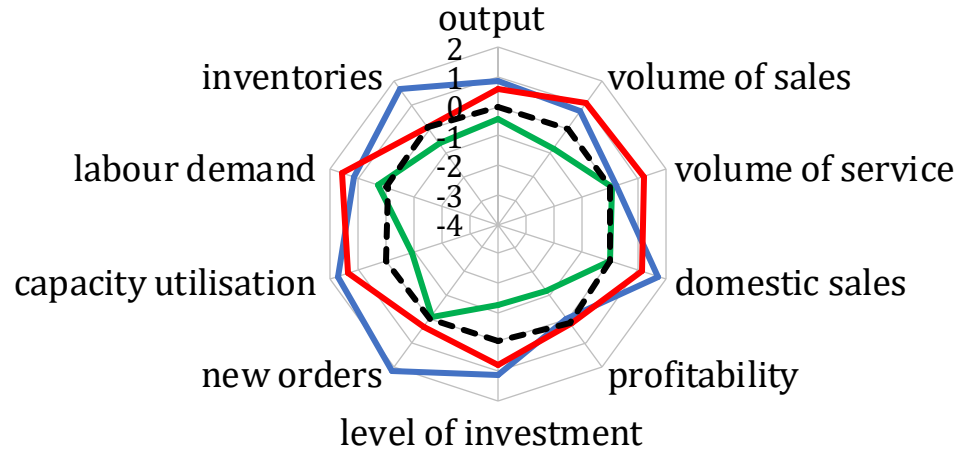 output
volume of sales
volume of service
domestic sales
profitability
level of investment
new orders
capacity utilisation
labour demand
inventories
2
1
0
-1
-2
-3
-4